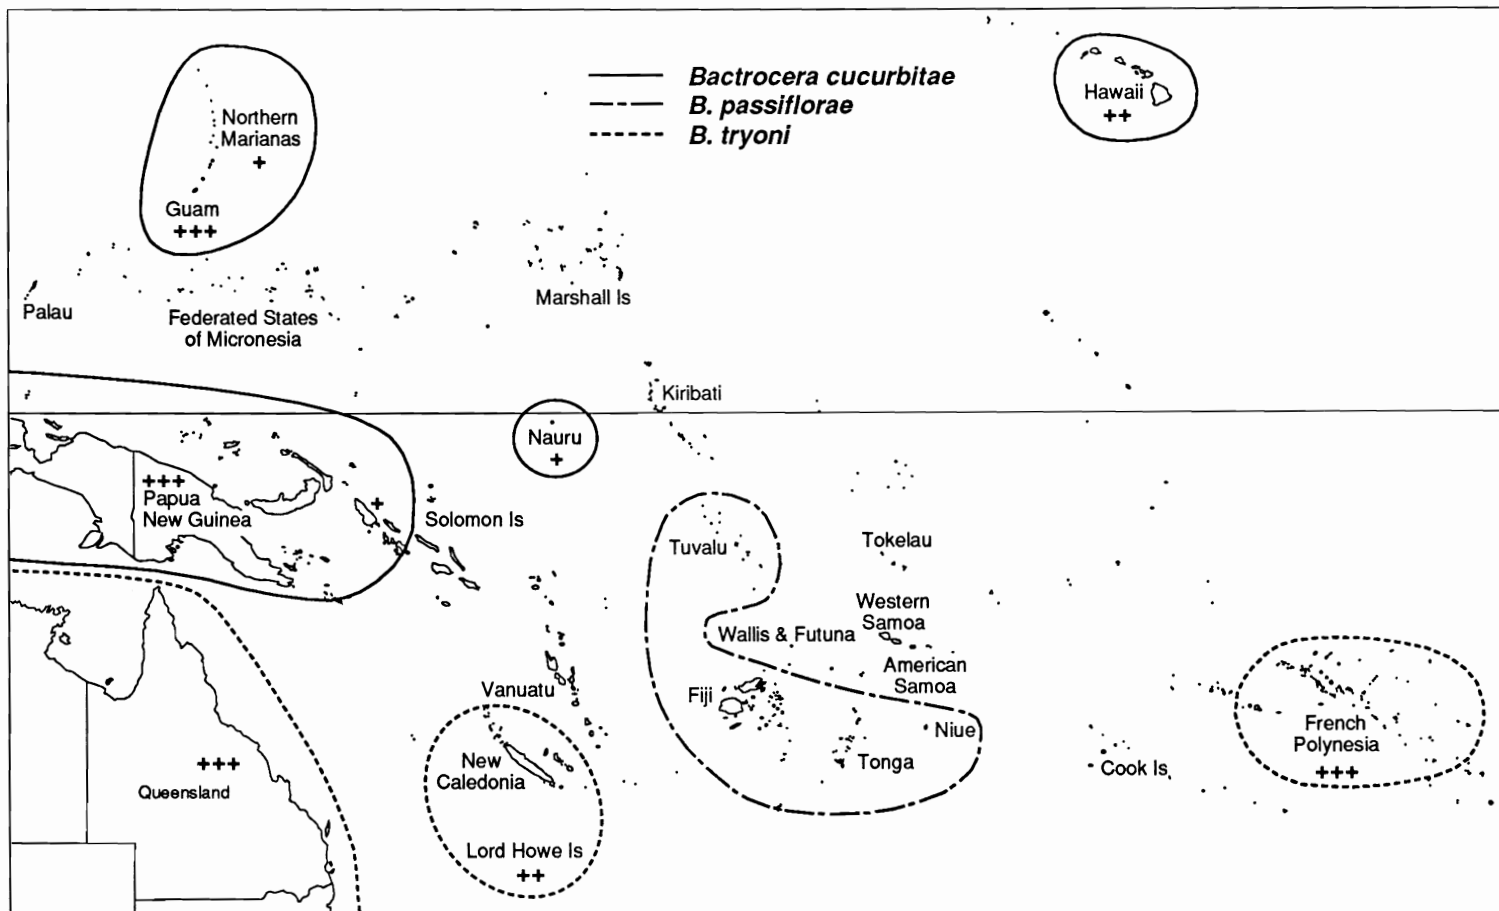 Bactrocera cucurbitae
B. passiflorae
B. tryoni
Hawaii
++
Northern
Marianas
+
Guam
+++
Palau
Federated States
of Micronesia
Marshall Is
Kiribati
Nauru
+
+++
Papua
New Guinea
+
Solomon Is
Tuvalu
Tokelau
Western
Samoa
Wallis & Futuna
American
Samoa
Vanuatu
Fiji
Niue
Tonga
Cook Is
French
Polynesia
+++
New
Caledonia
+++
Queensland
Lord Howe Is
++